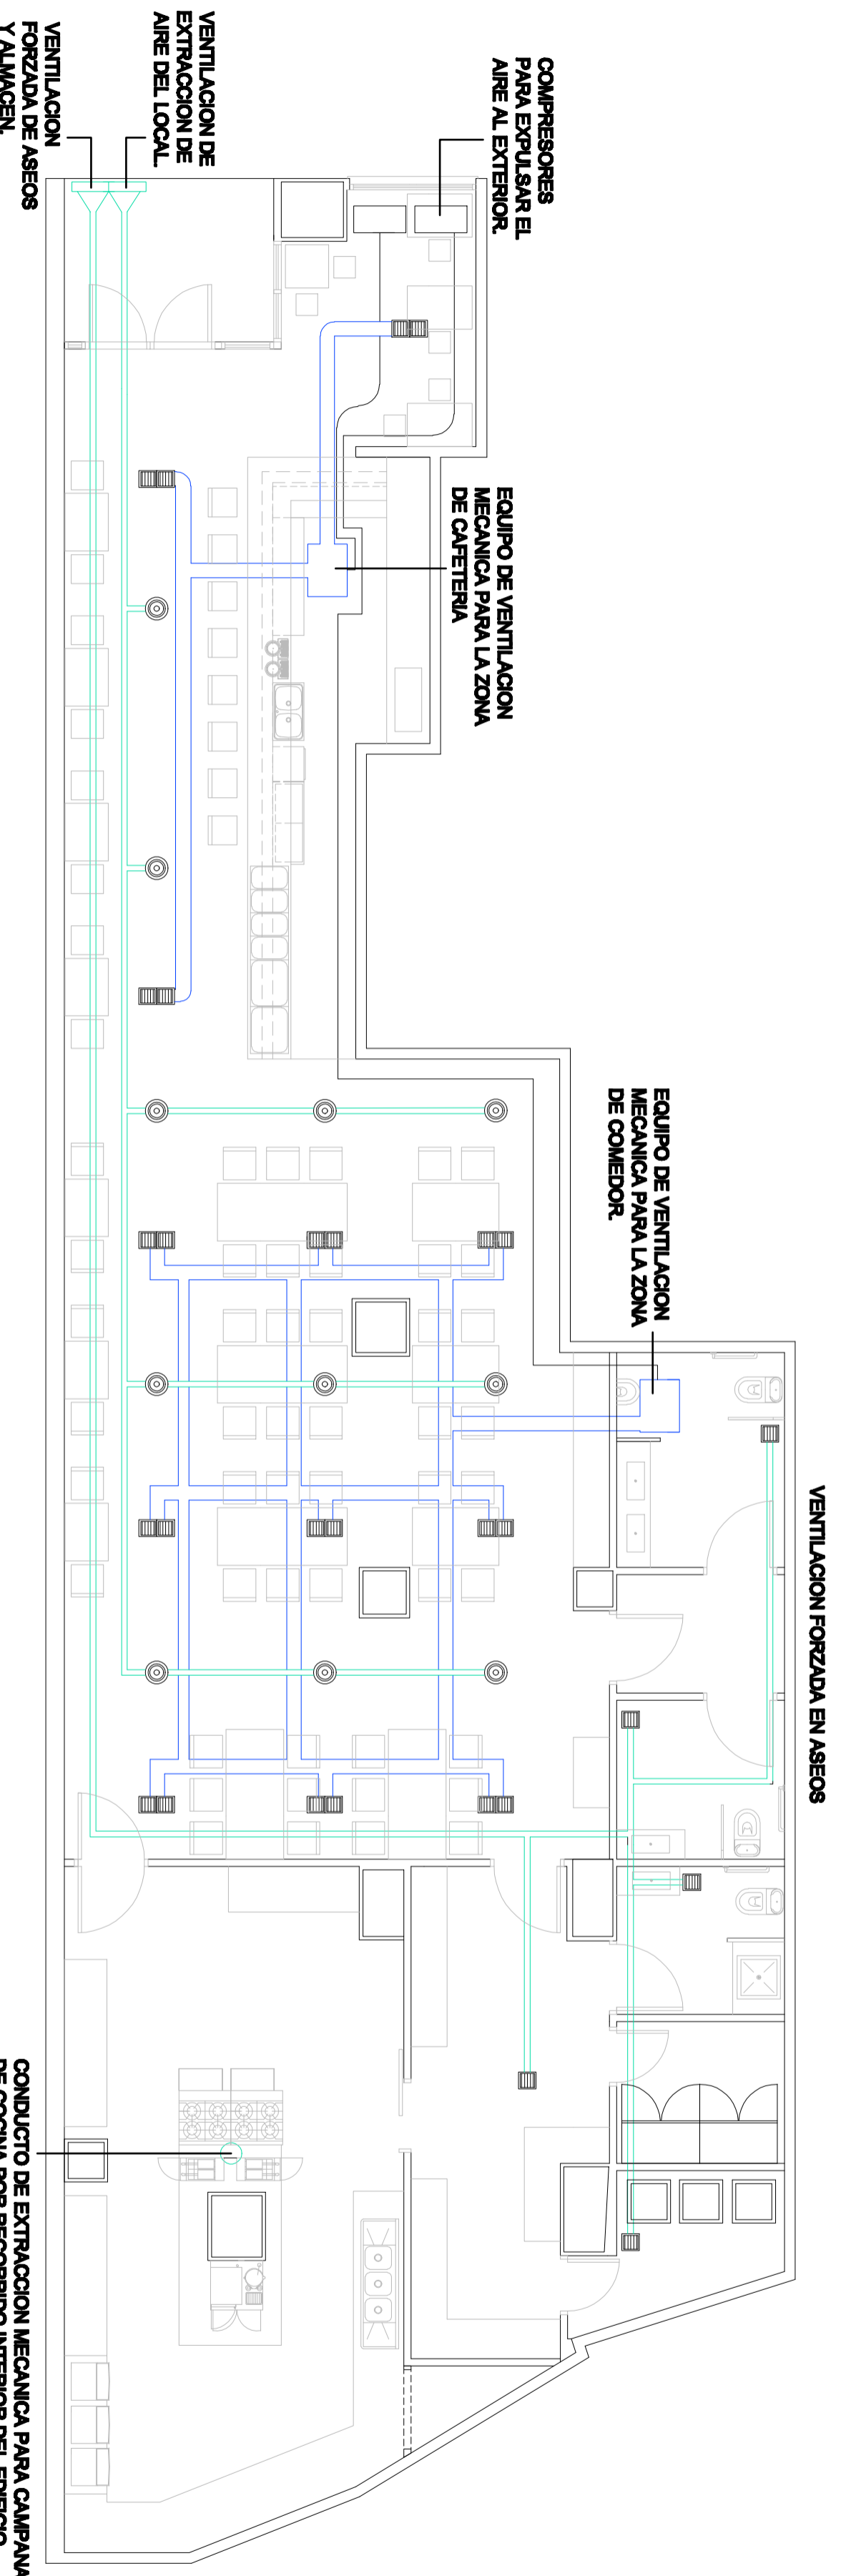 COMPRESORES
PARA EXPULSAR EL
AIRE AL EXTERIOR.
VENTILACION DE
EXTRACCION DE
AIRE DEL LOCAL.
VENTILACION
FORZADA DE ASEOS
Y ALMACEN.
EQUIPO DE VENTILACION
MECANICA PARA LA ZONA
DE CAFETERIA
EQUIPO DE VENTILACION
MECANICA PARA LA ZONA
DE COMEDOR.
VENTILACION FORZADA EN ASEOS
CONDUCTO DE EXTRACCION MECANICA PARA CAMPANA
DE COCINA POR RECORRIDO INTERIOR DEL EDIFICIO